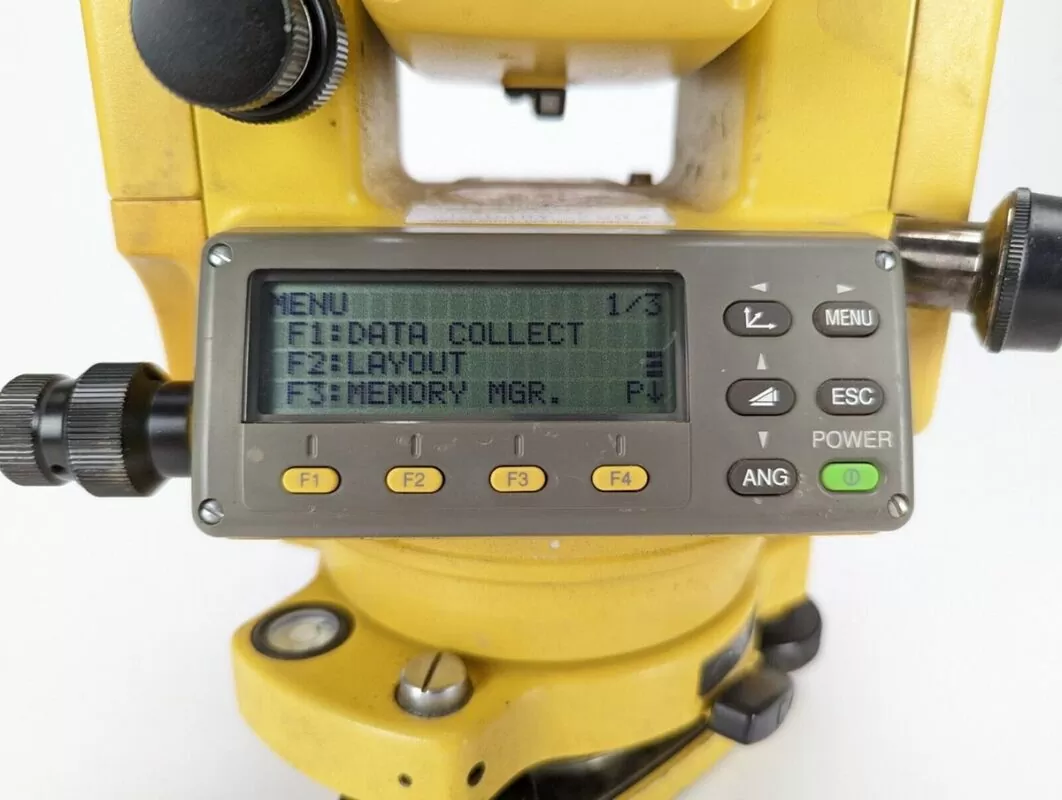 MENU 1/3
F1:DATA COLLECT
F2:LAYOUT
F3:MEMORY MGR. P↓
F1 F2 F3 F4
MENU
ESC
POWER
ANG